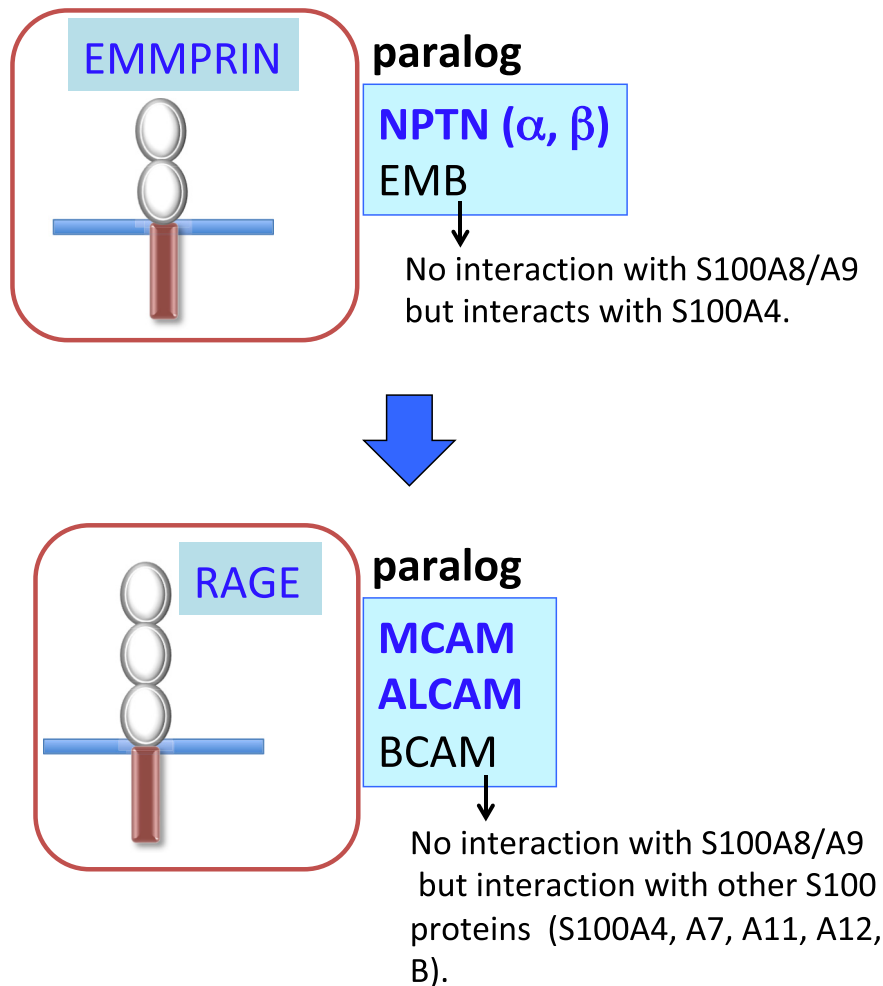 EMMPRIN
paralog
NPTN (α, β)
EMB
No interaction with S100A8/A9
but interacts with S100A4.
RAGE
paralog
MCAM
ALCAM
BCAM
No interaction with S100A8/A9
but interaction with other S100
proteins (S100A4, A7, A11, A12,
B).